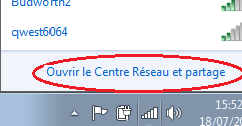 Budworth2
qwest6064
Ouvrir le Centre Réseau et partage
15:52
18/07/20